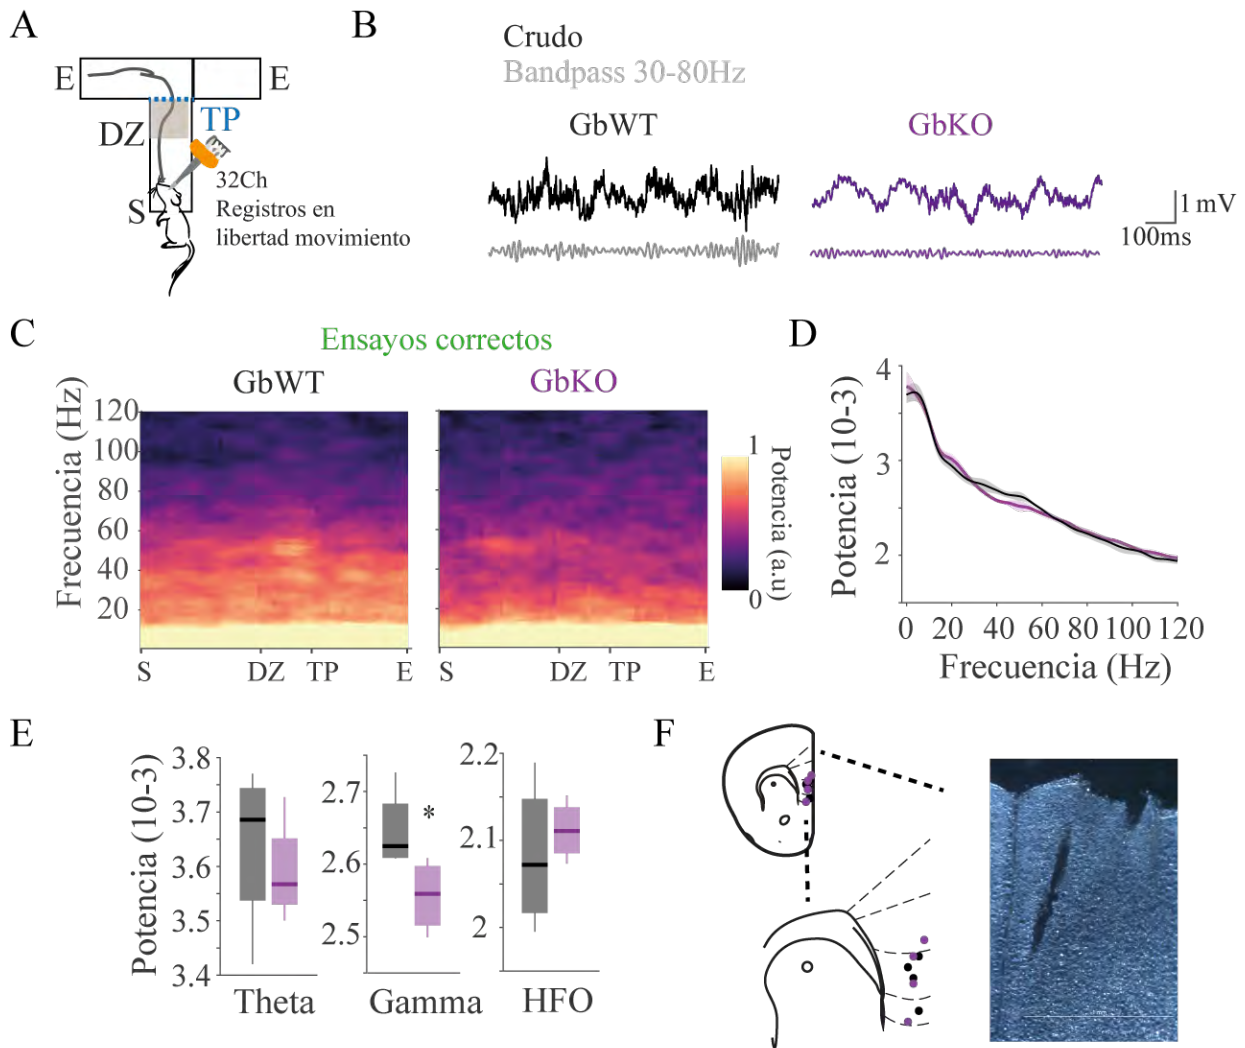 A
E
E
DZ
TP
S
32Ch
Registros en
libertad movimiento
B
Crudo
Bandpass 30-80Hz
GbWT
GbKO
1 mV
100ms
C
Ensayos correctos
GbWT
GbKO
Frecuencia (Hz)
120
100
80
60
40
20
S
DZ
TP
E
S
DZ
TP
E
1
0
Potencia (a.u)
D
Potencia (10-3)
4
3
2
0
20
40
60
80
100
120
Frecuencia (Hz)
E
Potencia (10-3)
3.8
3.7
3.6
3.5
3.4
Theta
2.7
2.6
2.5
*
Gamma
2.2
2.1
2
HFO
F